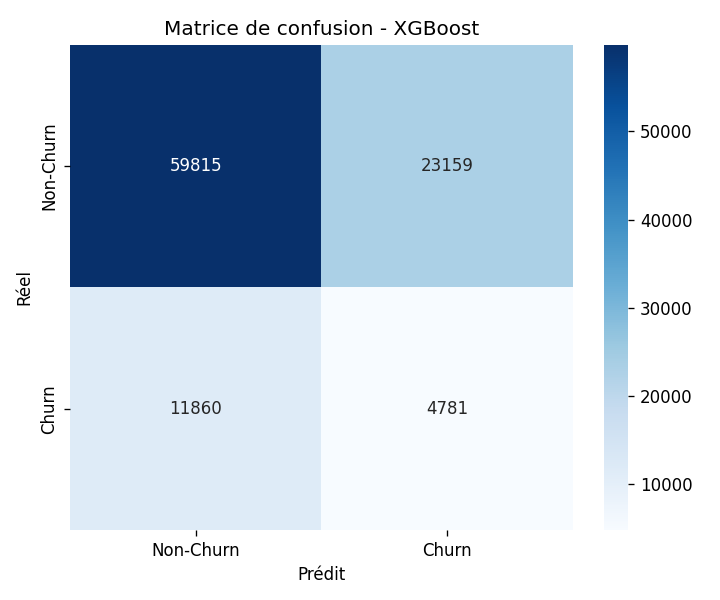 Matrice de confusion - XGBoost
Non-Churn
59815
23159
Réel
Churn
11860
4781
Non-Churn
Churn
Prédit
50000
40000
30000
20000
10000